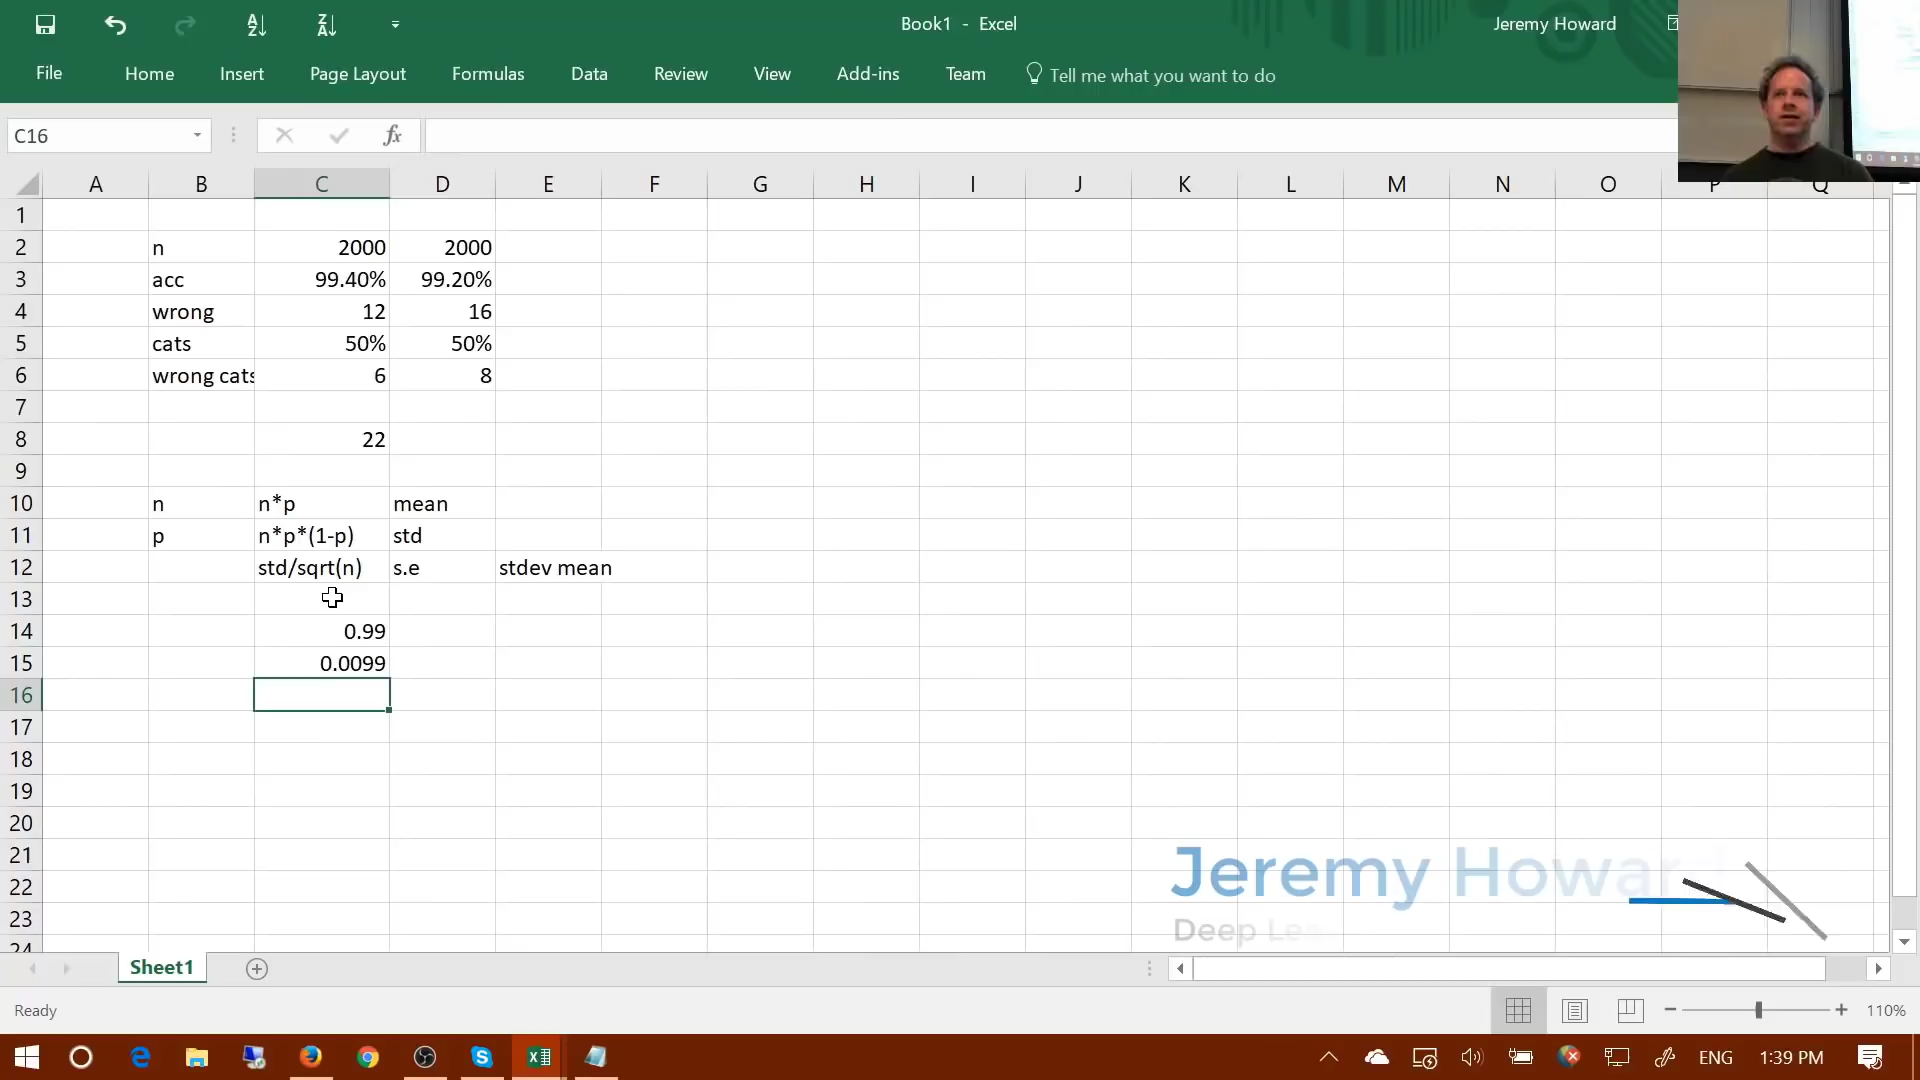 Book1 - Excel
Jeremy Howard
File Home Insert Page Layout Formulas Data Review View Add-ins Team Tell me what you want to do
C16 fx
A B C D E F G H I J K L M N O P Q
1
2 n 2000 2000
3 acc 99.40% 99.20%
4 wrong 12 16
5 cats 50% 50%
6 wrong cats 6 8
7
8 22
9
10 n n*p mean
11 p n*p*(1-p) std
12 std/sqrt(n) s.e stdev mean
13
14 0.99
15 0.0099
16
17
18
19
20
21
22
23
24
Jeremy Howar
Deep Lea
Sheet1
Ready 110%
ENG 1:39 PM